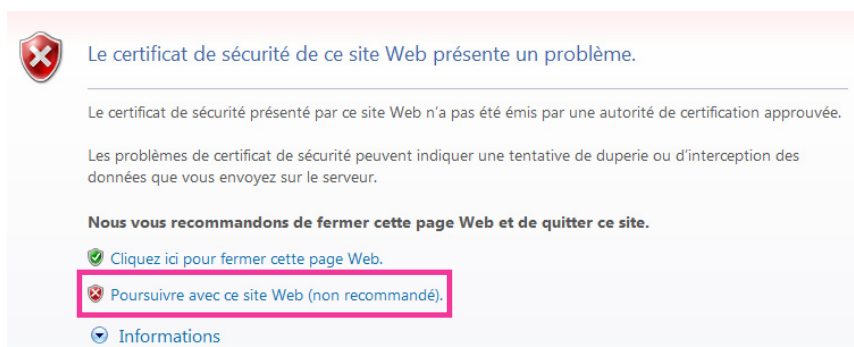 Le certificat de sécurité de ce site Web présente un problème.
Le certificat de sécurité présenté par ce site Web n'a pas été émis par une autorité de certification approuvée.
Les problèmes de certificat de sécurité peuvent indiquer une tentative de duperie ou d'interception des
données que vous envoyez sur le serveur.
Nous vous recommandons de fermer cette page Web et de quitter ce site.
Cliquez ici pour fermer cette page Web.
Poursuivre avec ce site Web (non recommandé).
Informations